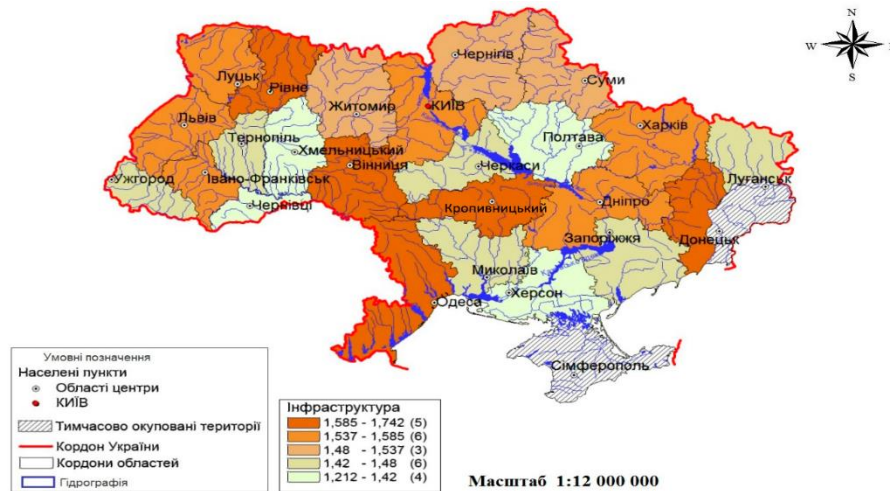 N
W
S
Чернігів
Суми
Луцьк
Рівне
Житомир
КИЇВ
Львів
Тернопіль
Хмельницький
Полтава
Харків
Вінниця
Черкаси
Ужгород
Івано-Франківськ
Луганськ
Чернівці
Кропивницький
Дніпро
Запоріжжя
Донецьк
Миколаїв
Херсон
Одеса
Сімферополь
Умовні позначення
Населені пункти
Області центри
КИЇВ
Тимчасово окуповані території
Кордон України
Кордони областей
Гідрографія
Інфраструктура
1,585 - 1,742 (5)
1,537 - 1,585 (6)
1,48 - 1,537 (3)
1,42 - 1,48 (6)
1,212 - 1,42 (4)
Масштаб 1:12 000 000